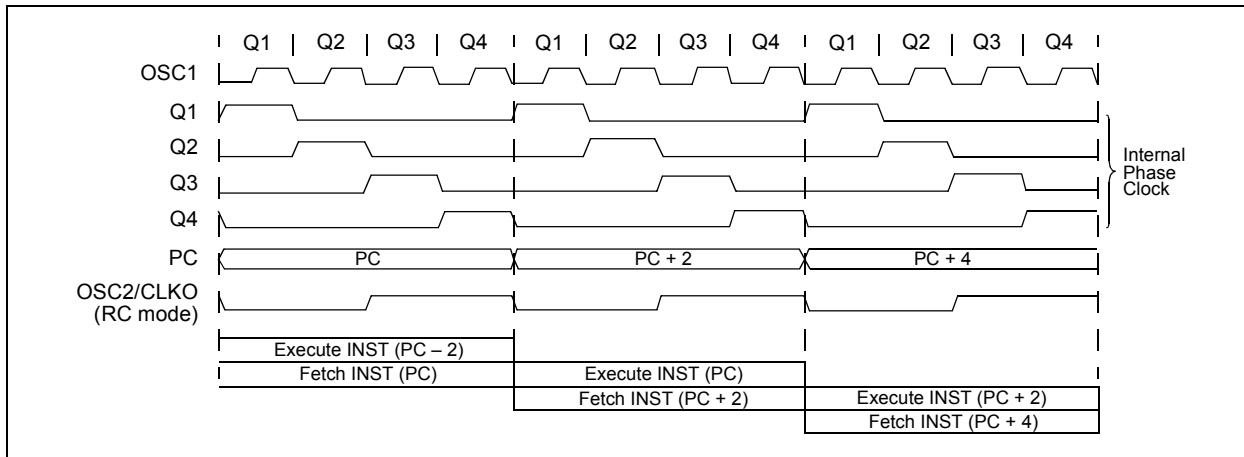 Q1 Q2 Q3 Q4 Q1 Q2 Q3 Q4 Q1 Q2 Q3 Q4
OSC1
Q1
Q2
Q3
Q4
Internal
Phase
Clock
PC PC PC + 2 PC + 4
OSC2/CLKO
(RC mode)
Execute INST (PC – 2)
Fetch INST (PC) Execute INST (PC)
Fetch INST (PC + 2) Execute INST (PC + 2)
Fetch INST (PC + 4)